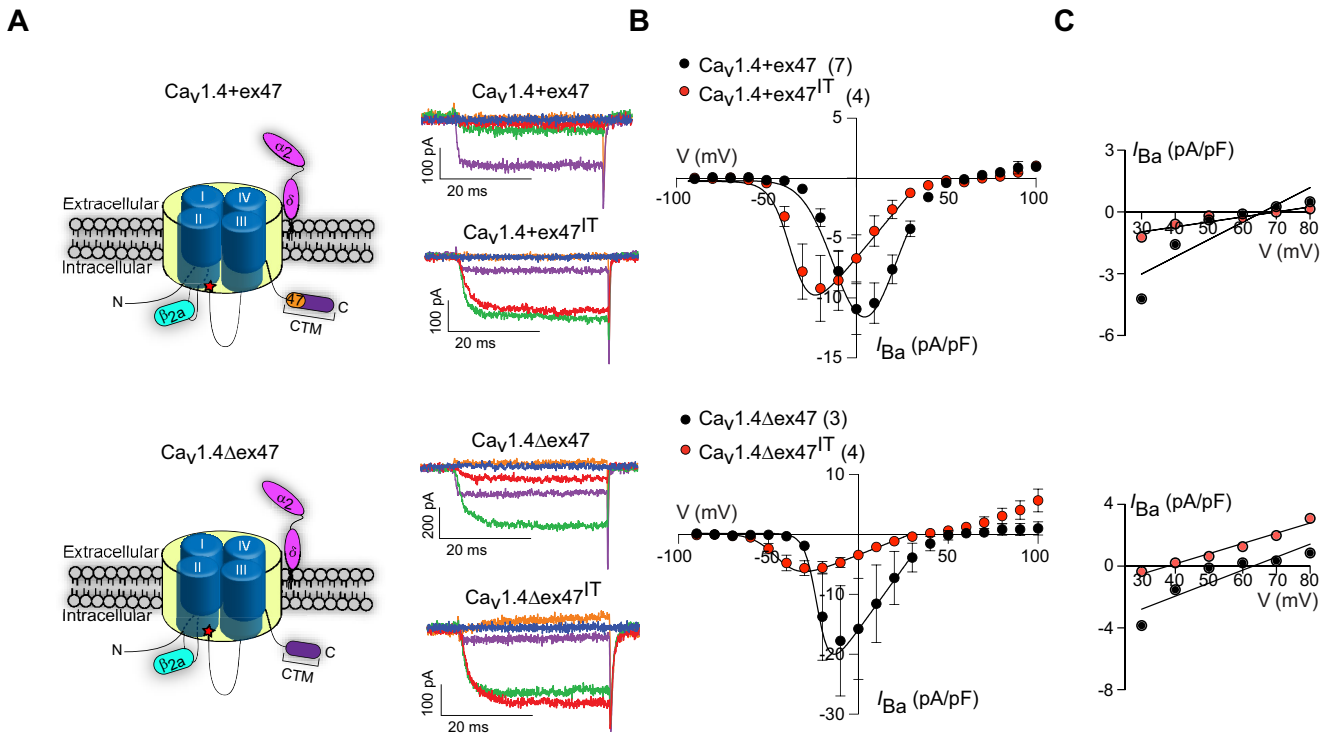 A
B
C
Cav1.4+ex47
α2
δ
Extracellular
Intracellular
I
IV
II
III
N
β2a
47
C
CTM
Cav1.4+ex47
100 pA
20 ms
Cav1.4+ex47IT
100 pA
20 ms
Cav1.4+ex47 (7)
Cav1.4+ex47IT (4)
V (mV)
-100
-50
50
100
5
-5
-10
-15
IBa (pA/pF)
IBa (pA/pF)
3
0
-3
-6
30 40 50 60 70 80
V (mV)
Cav1.4Δex47
α2
δ
Extracellular
Intracellular
I
IV
II
III
N
β2a
C
CTM
Cav1.4Δex47
200 pA
20 ms
Cav1.4Δex47IT
100 pA
20 ms
Cav1.4Δex47 (3)
Cav1.4Δex47IT (4)
V (mV)
-100
-50
50
100
10
-10
-20
-30
IBa (pA/pF)
IBa (pA/pF)
4
0
-4
-8
30 40 50 60 70 80
V (mV)